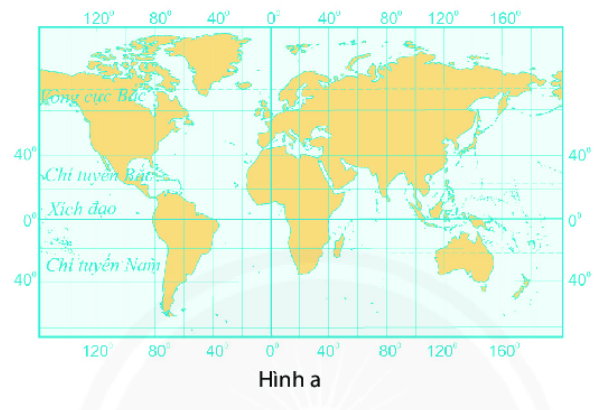 120° 80° 40° 0° 40° 80° 120° 160°
Vòng cực Bắc
40° 40°
Chí tuyến Bắc
Xích đạo
0° 0°
Chí tuyến Nam
40° 40°
120° 80° 40° 0° 40° 80° 120° 160°
Hình a